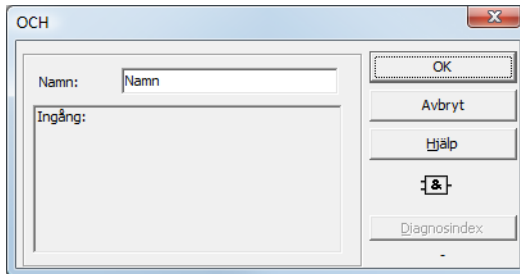 OCH
Namn: Namn
Ingång:
OK
Avbryt
Hjälp
&
Diagnosindex
-